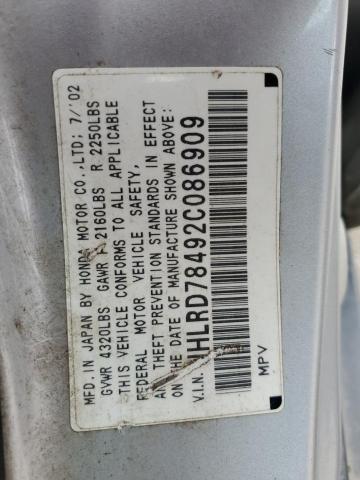 MFD. IN JAPAN BY HONDA MOTOR CO.,LTD; 7/'02
GVWR 4320LBS GAWR F 2160LBS R 2250LBS
THIS VEHICLE CONFORMS TO ALL APPLICABLE
FEDERAL MOTOR VEHICLE SAFETY,
AND THEFT PREVENTION STANDARDS IN EFFECT
ON THE DATE OF MANUFACTURE SHOWN ABOVE:
V.I.N. JHLRD78492C086909
MPV